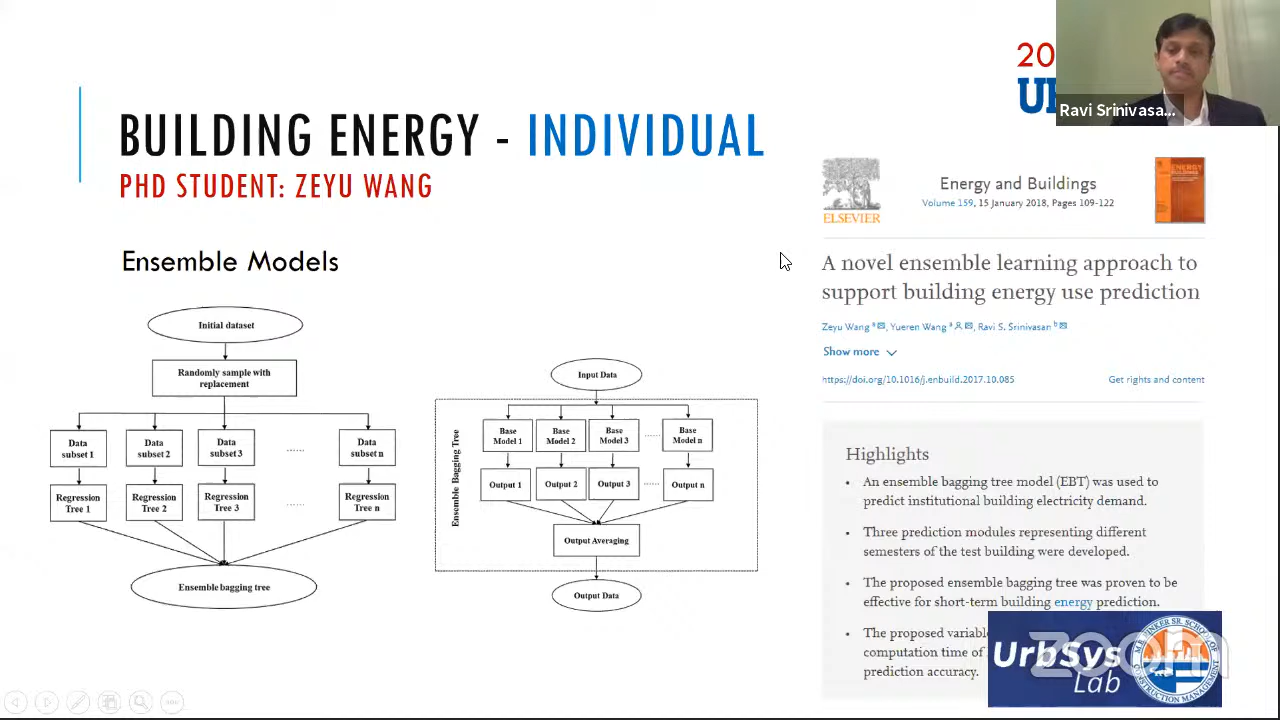 20
Ravi Srinivasa...
BUILDING ENERGY - INDIVIDUAL
PHD STUDENT: ZEYU WANG
Ensemble Models
Initial dataset
Randomly sample with
replacement
Data
subset 1
Data
subset 2
Data
subset 3
......
Data
subset n
Regression
Tree 1
Regression
Tree 2
Regression
Tree 3
......
Regression
Tree n
Ensemble bagging tree
Input Data
Ensemble Bagging Tree
Base
Model 1
Base
Model 2
Base
Model 3
......
Base
Model n
Output 1
Output 2
Output 3
......
Output n
Output Averaging
Output Data
ELSEVIER
Energy and Buildings
Volume 159, 15 January 2018, Pages 109-122
A novel ensemble learning approach to
support building energy use prediction
Zeyu Wang a, Yueren Wang a, Ravi S. Srinivasan b
Show more
https://doi.org/10.1016/j.enbuild.2017.10.085 Get rights and content
Highlights
• An ensemble bagging tree model (EBT) was used to
predict institutional building electricity demand.
• Three prediction modules representing different
semesters of the test building were developed.
• The proposed ensemble bagging tree was proven to be
effective for short-term building energy prediction.
• The proposed variabl
computation time of
prediction accuracy.
UrbSys
Lab
zoom